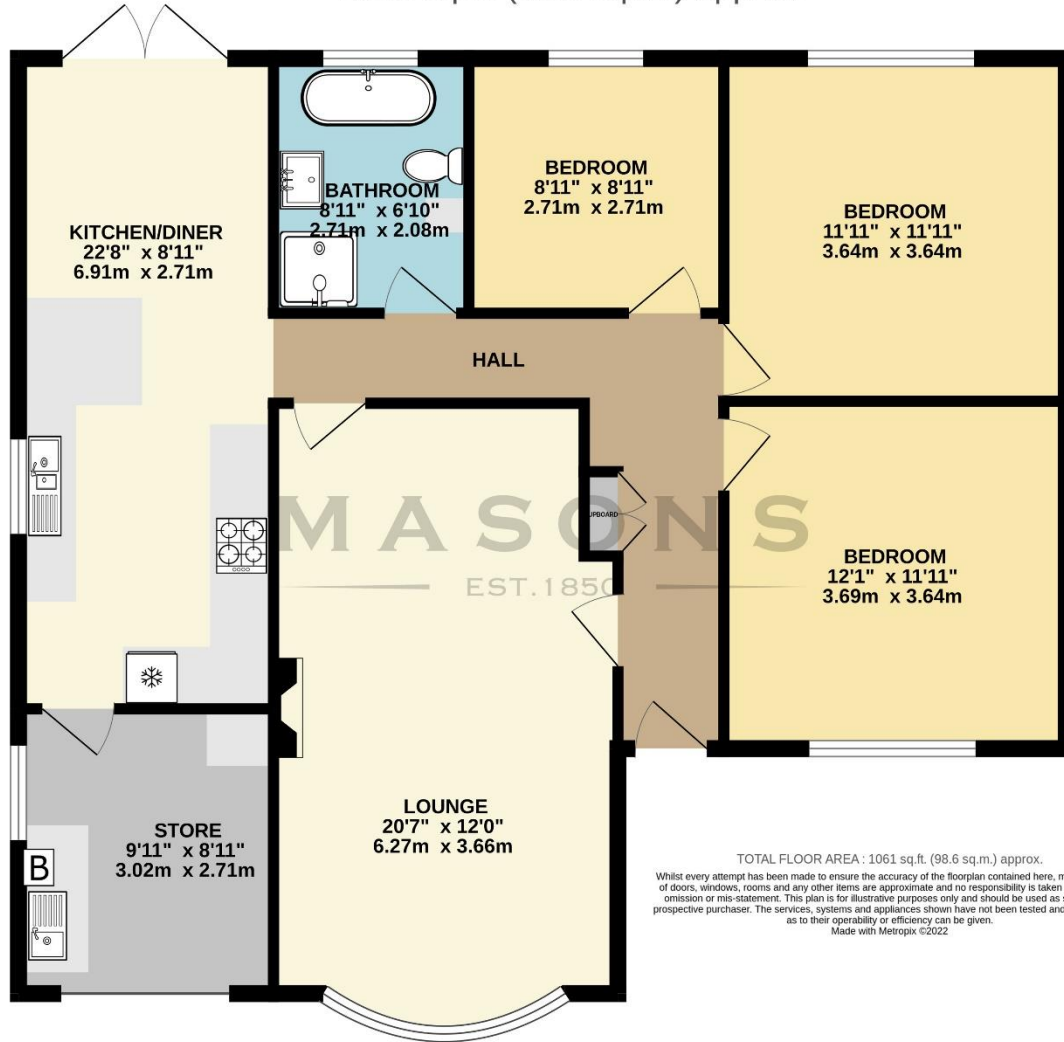 KITCHEN/DINER
22'8" x 8'11"
6.91m x 2.71m
BATHROOM
8'11" x 6'10"
2.71m x 2.08m
BEDROOM
8'11" x 8'11"
2.71m x 2.71m
BEDROOM
11'11" x 11'11"
3.64m x 3.64m
HALL
MASONS
EST.1850
UPBOARD
BEDROOM
12'1" x 11'11"
3.69m x 3.64m
LOUNGE
20'7" x 12'0"
6.27m x 3.66m
STORE
9'11" x 8'11"
3.02m x 2.71m
B
TOTAL FLOOR AREA : 1061 sq.ft. (98.6 sq.m.) approx.
Whilst every attempt has been made to ensure the accuracy of the floorplan contained here, m
of doors, windows, rooms and any other items are approximate and no responsibility is taken
omission or mis-statement. This plan is for illustrative purposes only and should be used as s
prospective purchaser. The services, systems and appliances shown have not been tested and
as to their operability or efficiency can be given.
Made with Metropix ©2022